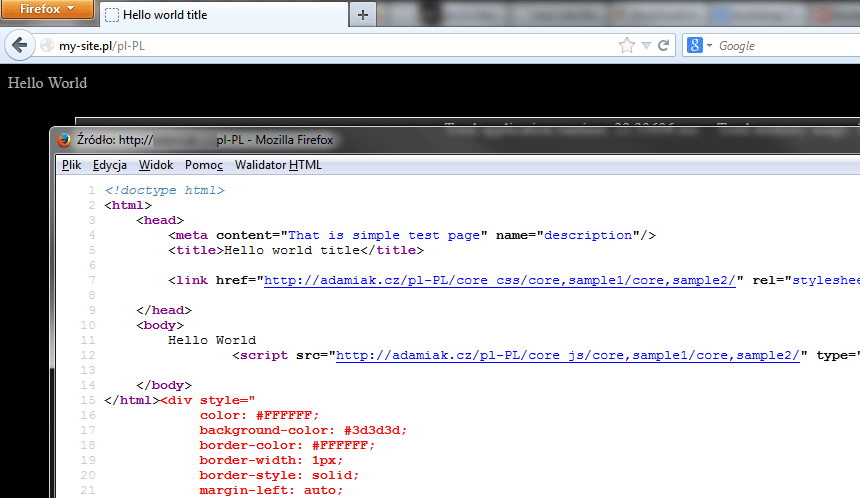 Firefox
Hello world title
my-site.pl/pl-PL
Google
Hello World
Źródło: http:// pl-PL - Mozilla Firefox
Plik Edycja Widok Pomoc Walidator HTML
1 <!doctype html>
2 <html>
3 <head>
4 <meta content="That is simple test page" name="description"/>
5 <title>Hello world title</title>
6
7 <link href="http://adamiak.cz/pl-PL/core_css/core,sample1/core,sample2/" rel="styleshee
8
9 </head>
10 <body>
11 Hello World
12 <script src="http://adamiak.cz/pl-PL/core_js/core,sample1/core,sample2/" type="
13
14 </body>
15 </html><div style="
16 color: #FFFFFF;
17 background-color: #3d3d3d;
18 border-color: #FFFFFF;
19 border-width: 1px;
20 border-style: solid;
21 margin-left: auto;